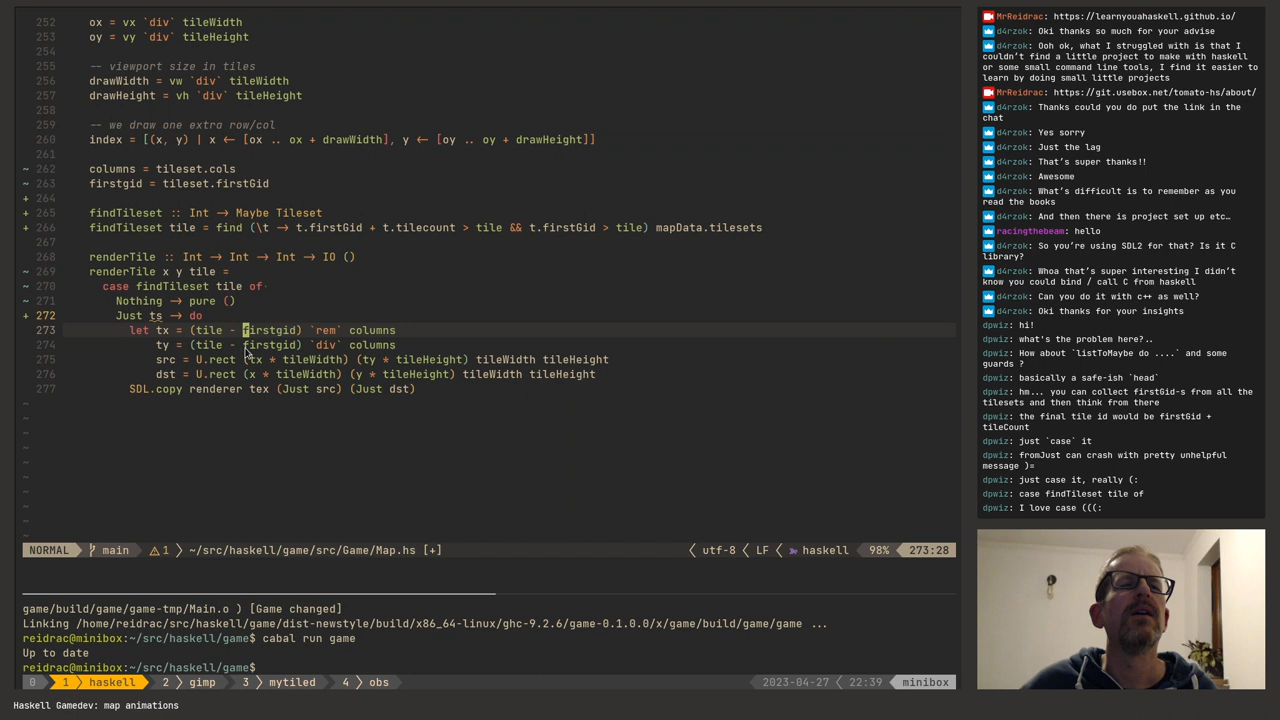 252 ox = vx `div` tileWidth
253 oy = vy `div` tileHeight
254
255 -- viewport size in tiles
256 drawWidth = vw `div` tileWidth
257 drawHeight = vh `div` tileHeight
258
259 -- we draw one extra row/col
260 index = [(x, y) | x <- [ox .. ox + drawWidth], y <- [oy .. oy + drawHeight]]
261
~ 262 columns = tileset.cols
~ 263 firstgid = tileset.firstGid
+ 264
+ 265 findTileset :: Int -> Maybe Tileset
+ 266 findTileset tile = find (\t -> t.firstGid + t.tilecount > tile && t.firstGid > tile) mapData.tilesets
267
268 renderTile :: Int -> Int -> Int -> IO ()
~ 269 renderTile x y tile =
~ 270 case findTileset tile of
~ 271 Nothing -> pure ()
+ 272 Just ts -> do
273 let tx = (tile - firstgid) `rem` columns
274 ty = (tile - firstgid) `div` columns
275 src = U.rect (tx * tileWidth) (ty * tileHeight) tileWidth tileHeight
276 dst = U.rect (x * tileWidth) (y * tileHeight) tileWidth tileHeight
277 SDL.copy renderer tex (Just src) (Just dst)
NORMAL main 1 ~/src/haskell/game/src/Game/Map.hs [+] utf-8 LF haskell 98% 273:28
game/build/game/game-tmp/Main.o ) [Game changed]
Linking /home/reidrac/src/haskell/game/dist-newstyle/build/x86_64-linux/ghc-9.2.6/game-0.1.0.0/x/game/build/game/game ...
reidrac@minibox:~/src/haskell/game$ cabal run game
Up to date
reidrac@minibox:~/src/haskell/game$
0 1 haskell 2 gimp 3 mytiled 4 obs 2023-04-27 22:39 minibox
Haskell Gamedev: map animations
MrReidrac: https://learnyouahaskell.github.io/
d4rzok: Oki thanks so much for your advise
d4rzok: Ooh ok, what I struggled with is that I
couldn't find a little project to make with haskell
or some small command line tools, I find it easier to
learn by doing small little projects
MrReidrac: https://git.usebox.net/tomato-hs/about/
d4rzok: Thanks could you do put the link in the
chat
d4rzok: Yes sorry
d4rzok: Just the lag
d4rzok: That's super thanks!!
d4rzok: Awesome
d4rzok: What's difficult is to remember as you
read the books
d4rzok: And then there is project set up etc…
racingthebeam: hello
d4rzok: So you're using SDL2 for that? Is it C
library?
d4rzok: Whoa that's super interesting I didn't
know you could bind / call C from haskell
d4rzok: Can you do it with c++ as well?
d4rzok: Oki thanks for your insights
dpwiz: hi!
dpwiz: what's the problem here?..
dpwiz: How about `listToMaybe do ....` and some
guards ?
dpwiz: basically a safe-ish `head`
dpwiz: hm... you can collect firstGid-s from all the
tilesets and then think from there
dpwiz: the final tile id would be firstGid +
tileCount
dpwiz: just `case` it
dpwiz: fromJust can crash with pretty unhelpful
message )=
dpwiz: just case it, really (:
dpwiz: case findTileset tile of
dpwiz: I love case (((: